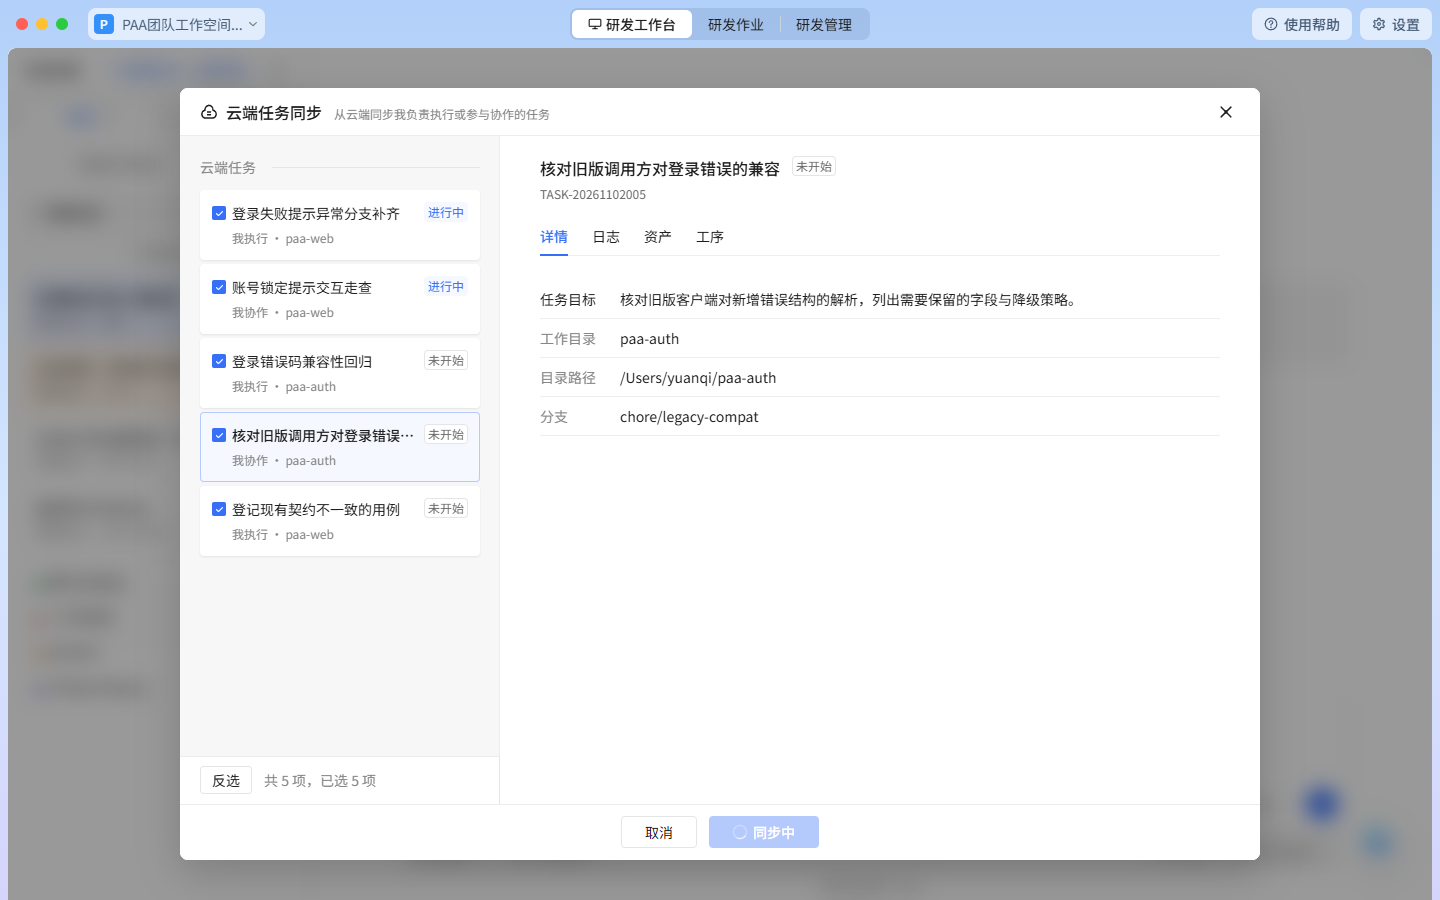 P PAA团队工作空间...
研发工作台
研发作业
研发管理
使用帮助
设置
云端任务同步
从云端同步我负责执行或参与协作的任务
云端任务
登录失败提示异常分支补齐
进行中
我执行 • paa-web
账号锁定提示交互走查
进行中
我协作 • paa-web
登录错误码兼容性回归
未开始
我执行 • paa-auth
核对旧版调用方对登录错误···
未开始
我协作 • paa-auth
登记现有契约不一致的用例
未开始
我执行 • paa-web
反选
共 5 项，已选 5 项
核对旧版调用方对登录错误的兼容
未开始
TASK-20261102005
详情
日志
资产
工序
任务目标
核对旧版客户端对新增错误结构的解析，列出需要保留的字段与降级策略。
工作目录
paa-auth
目录路径
/Users/yuanqi/paa-auth
分支
chore/legacy-compat
取消
同步中